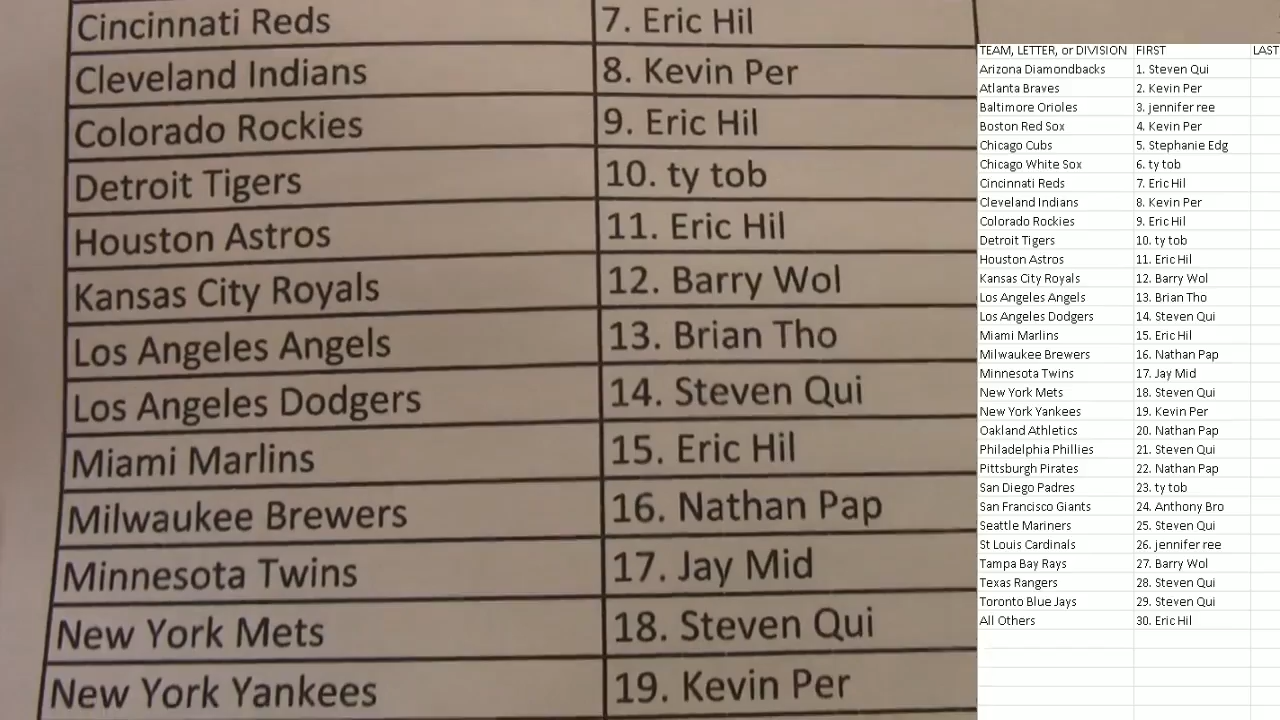 Cincinnati Reds 7. Eric Hil
Cleveland Indians 8. Kevin Per
Colorado Rockies 9. Eric Hil
Detroit Tigers 10. ty tob
Houston Astros 11. Eric Hil
Kansas City Royals 12. Barry Wol
Los Angeles Angels 13. Brian Tho
Los Angeles Dodgers 14. Steven Qui
Miami Marlins 15. Eric Hil
Milwaukee Brewers 16. Nathan Pap
Minnesota Twins 17. Jay Mid
New York Mets 18. Steven Qui
New York Yankees 19. Kevin Per
TEAM, LETTER, or DIVISION FIRST LAST
Arizona Diamondbacks 1. Steven Qui
Atlanta Braves 2. Kevin Per
Baltimore Orioles 3. jennifer ree
Boston Red Sox 4. Kevin Per
Chicago Cubs 5. Stephanie Edg
Chicago White Sox 6. ty tob
Cincinnati Reds 7. Eric Hil
Cleveland Indians 8. Kevin Per
Colorado Rockies 9. Eric Hil
Detroit Tigers 10. ty tob
Houston Astros 11. Eric Hil
Kansas City Royals 12. Barry Wol
Los Angeles Angels 13. Brian Tho
Los Angeles Dodgers 14. Steven Qui
Miami Marlins 15. Eric Hil
Milwaukee Brewers 16. Nathan Pap
Minnesota Twins 17. Jay Mid
New York Mets 18. Steven Qui
New York Yankees 19. Kevin Per
Oakland Athletics 20. Nathan Pap
Philadelphia Phillies 21. Steven Qui
Pittsburgh Pirates 22. Nathan Pap
San Diego Padres 23. ty tob
San Francisco Giants 24. Anthony Bro
Seattle Mariners 25. Steven Qui
St Louis Cardinals 26. jennifer ree
Tampa Bay Rays 27. Barry Wol
Texas Rangers 28. Steven Qui
Toronto Blue Jays 29. Steven Qui
All Others 30. Eric Hil